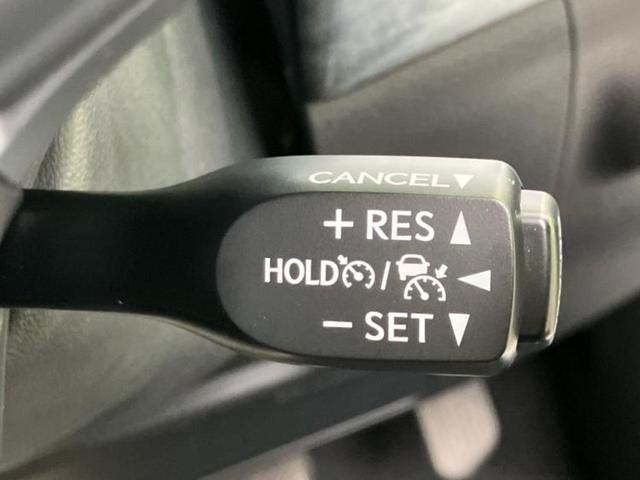 CANCEL▼
+ RES ▲
HOLD / ◀
− SET ▼